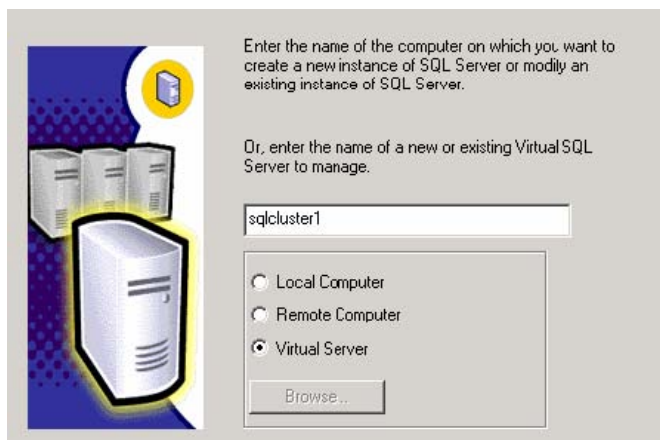 Enter the name of the computer on which you want to
create a new instance of SQL Server or modify an
existing instance of SQL Server.
Or, enter the name of a new or existing Virtual SQL
Server to manage.
sqlcluster1
Local Computer
Remote Computer
Virtual Server
Browse...